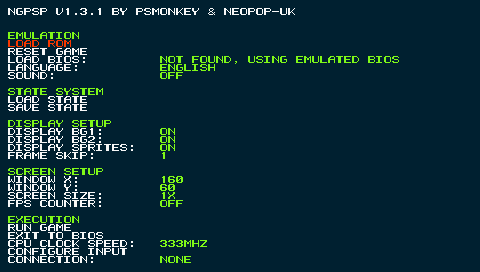 NGPSP V1.3.1 BY PSMONKEY & NEOPOP-UK
EMULATION
LOAD ROM
RESET GAME
LOAD BIOS: NOT FOUND, USING EMULATED BIOS
LANGUAGE: ENGLISH
SOUND: OFF
STATE SYSTEM
LOAD STATE
SAVE STATE
DISPLAY SETUP
DISPLAY BG1: ON
DISPLAY BG2: ON
DISPLAY SPRITES: ON
FRAME SKIP: 1
SCREEN SETUP
WINDOW X: 160
WINDOW Y: 60
SCREEN SIZE: 1X
FPS COUNTER: OFF
EXECUTION
RUN GAME
EXIT TO BIOS
CPU CLOCK SPEED: 333MHZ
CONFIGURE INPUT
CONNECTION: NONE